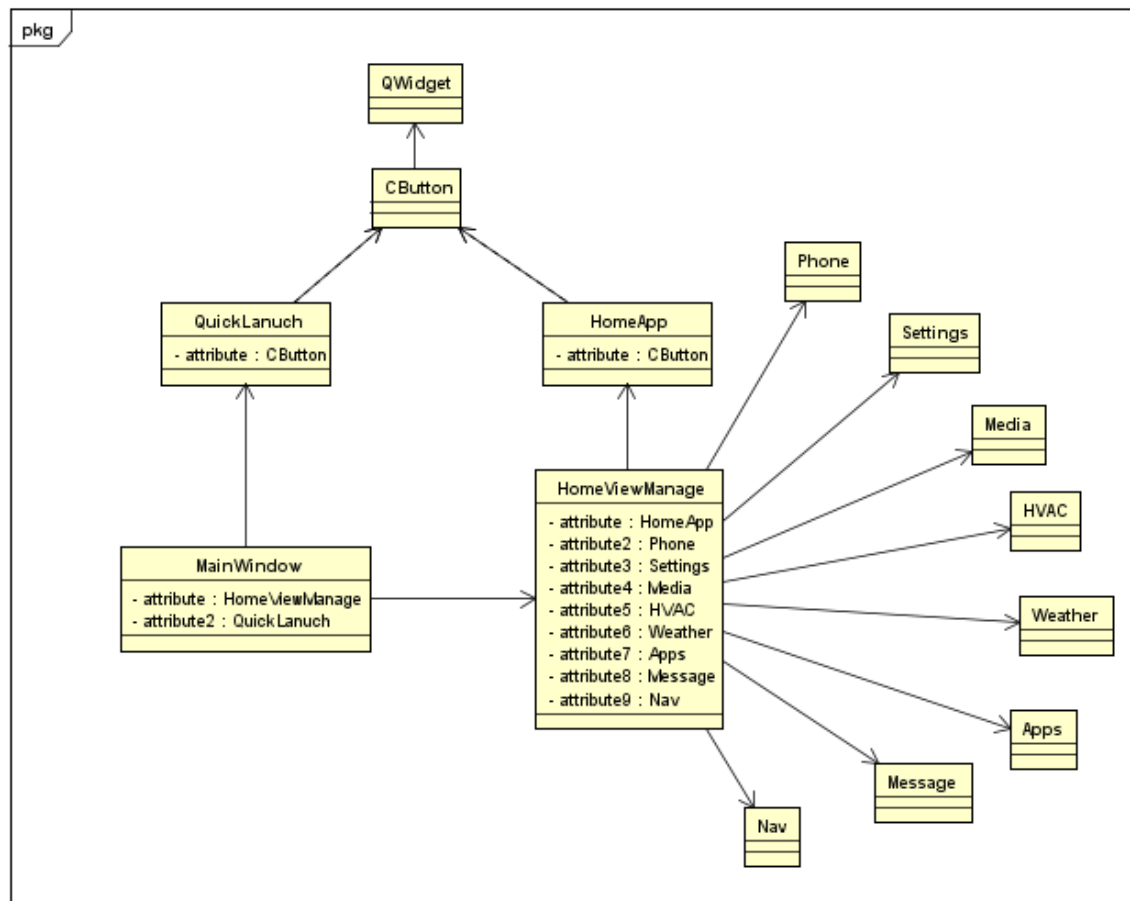 pkg
QWidget
CButton
Phone
QuickLanuch
- attribute : CButton
HomeApp
- attribute : CButton
Settings
Media
HomeViewManage
- attribute : HomeApp
- attribute2 : Phone
- attribute3 : Settings
- attribute4 : Media
- attribute5 : HVAC
- attribute6 : Weather
- attribute7 : Apps
- attribute8 : Message
- attribute9 : Nav
HVAC
MainWindow
- attribute : HomeViewManage
- attribute2 : QuickLanuch
Weather
Apps
Message
Nav